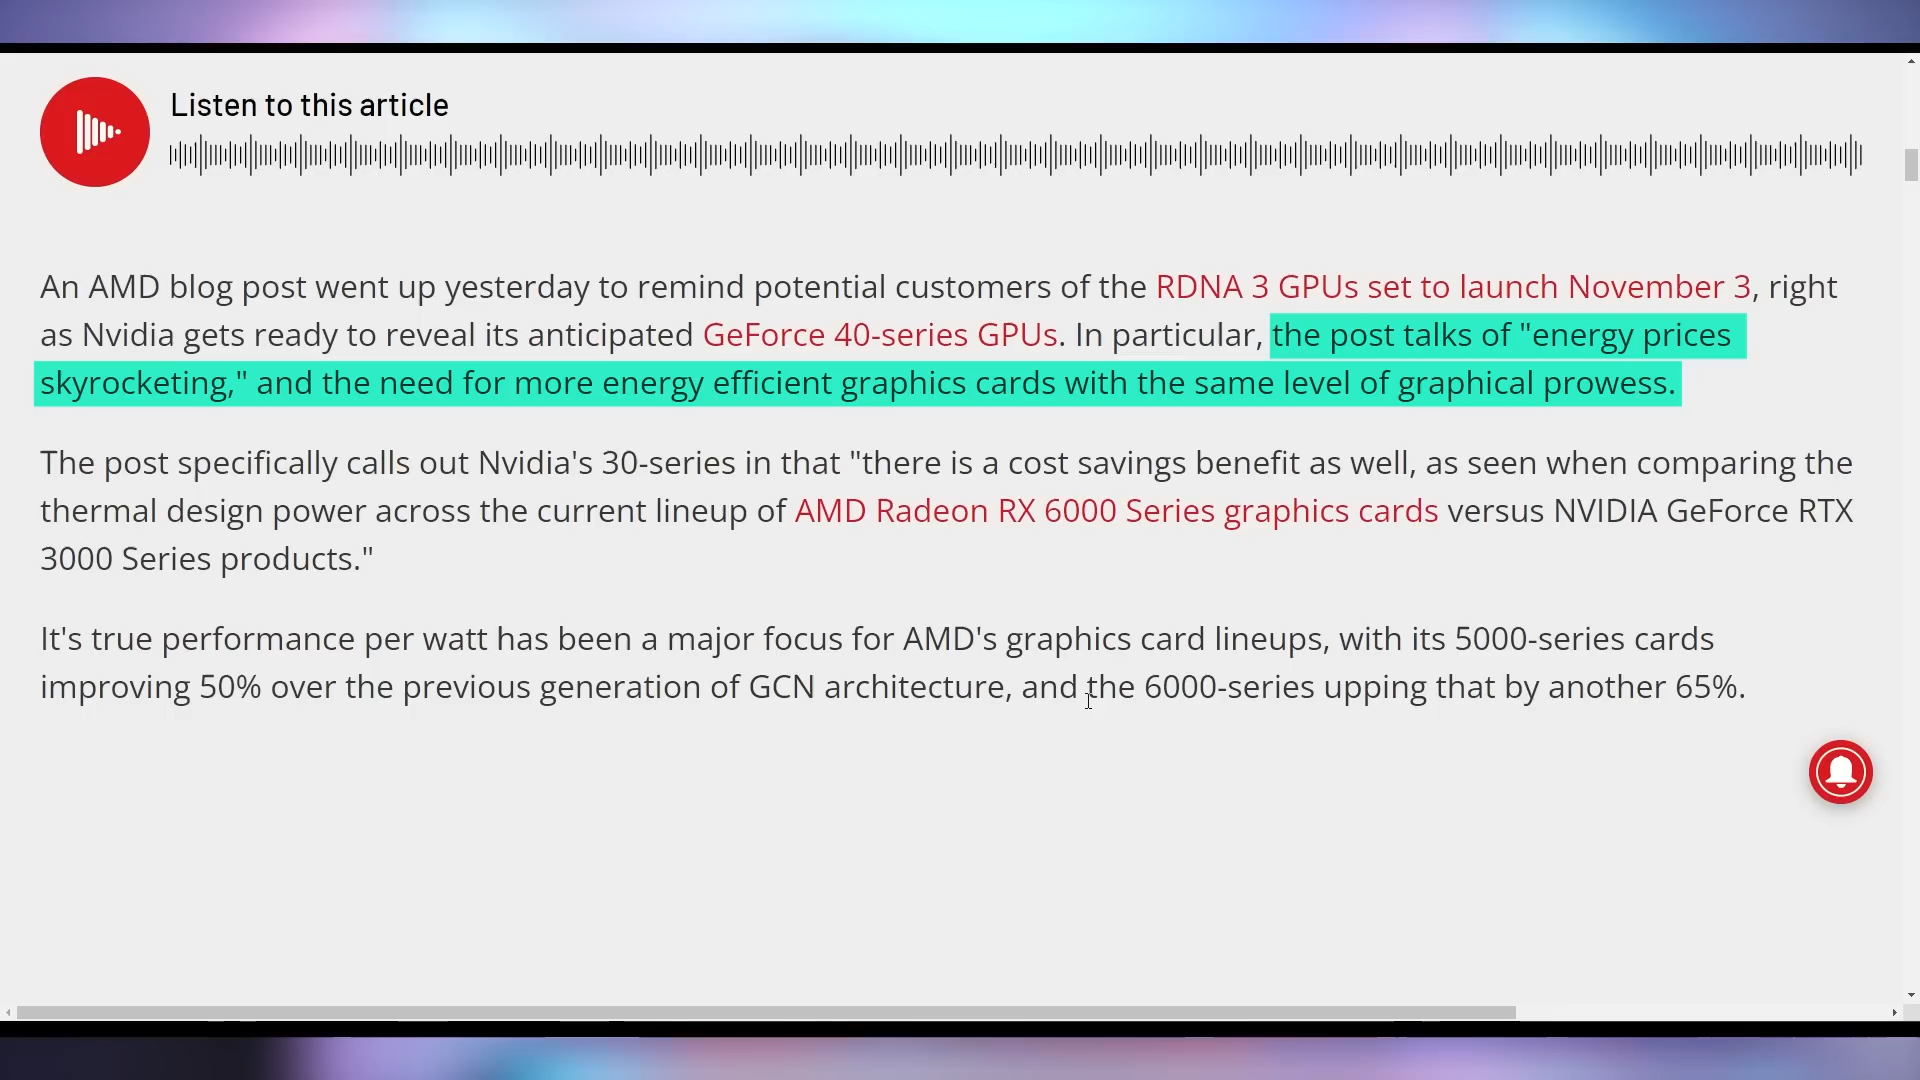 Listen to this article
An AMD blog post went up yesterday to remind potential customers of the RDNA 3 GPUs set to launch November 3, right
as Nvidia gets ready to reveal its anticipated GeForce 40-series GPUs. In particular, the post talks of "energy prices
skyrocketing," and the need for more energy efficient graphics cards with the same level of graphical prowess.
The post specifically calls out Nvidia's 30-series in that "there is a cost savings benefit as well, as seen when comparing the
thermal design power across the current lineup of AMD Radeon RX 6000 Series graphics cards versus NVIDIA GeForce RTX
3000 Series products."
It's true performance per watt has been a major focus for AMD's graphics card lineups, with its 5000-series cards
improving 50% over the previous generation of GCN architecture, and the 6000-series upping that by another 65%.